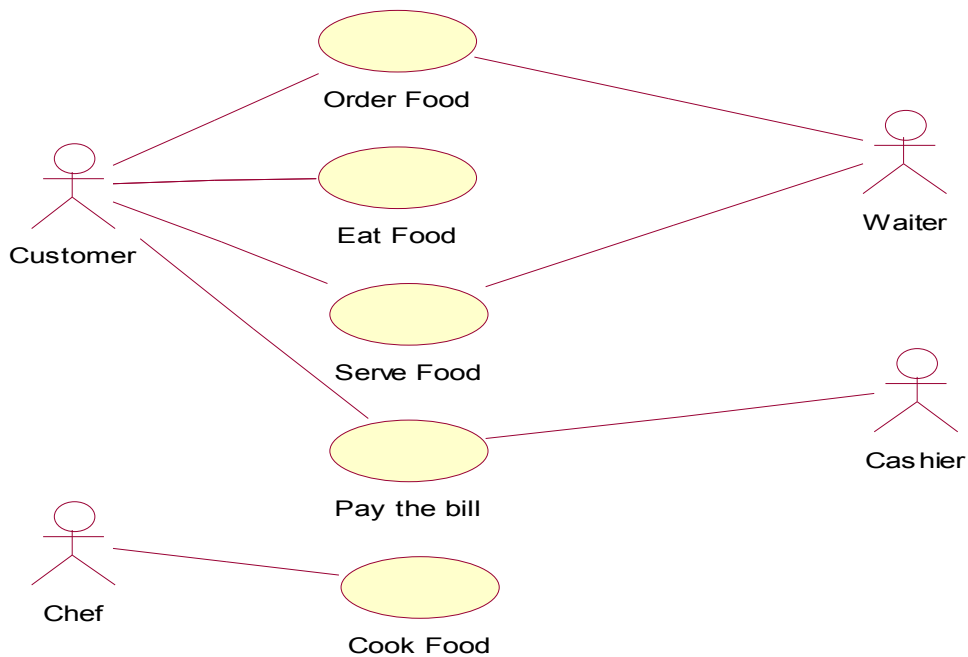 Order Food
Waiter
Eat Food
Customer
Serve Food
Cashier
Pay the bill
Chef
Cook Food